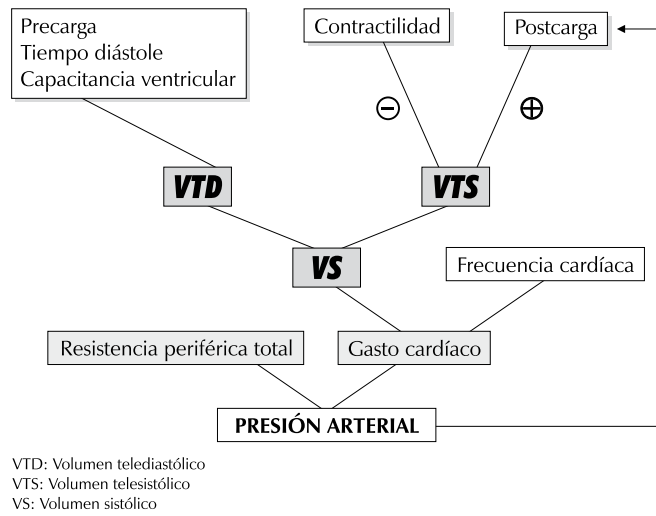 Precarga
Tiempo diástole
Capacitancia ventricular
Contractilidad
Postcarga
−
+
VTD
VTS
VS
Frecuencia cardíaca
Resistencia periférica total
Gasto cardíaco
PRESIÓN ARTERIAL
VTD: Volumen telediastólico
VTS: Volumen telesistólico
VS: Volumen sistólico